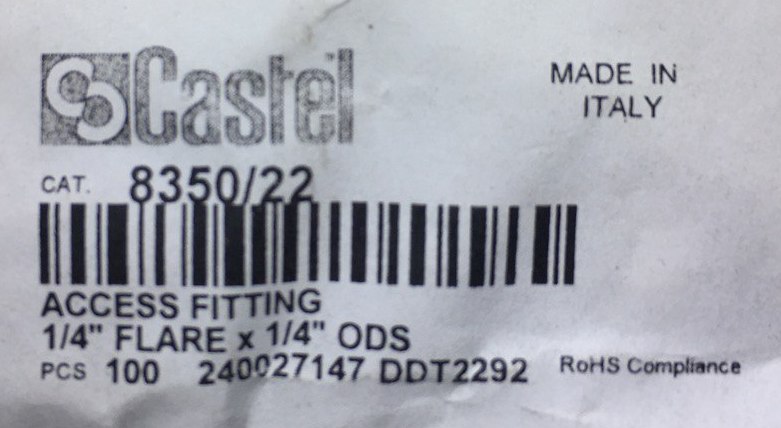 Castel
MADE IN
ITALY
CAT. 8350/22
ACCESS FITTING
1/4" FLARE x 1/4" ODS
PCS 100 240027147 DDT2292 RoHS Compliance